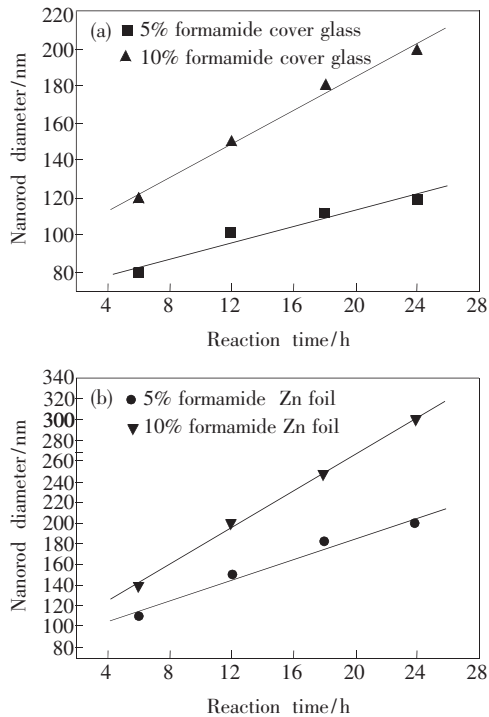 (a) ■ 5% formamide cover glass
▲ 10% formamide cover glass
220
200
180
160
140
120
100
80
Nanorod diameter/nm
4 8 12 16 20 24 28
Reaction time/h
(b) ● 5% formamide Zn foil
▼ 10% formamide Zn foil
340
320
300
280
260
240
220
200
180
160
140
120
100
80
Nanorod diameter/nm
4 8 12 16 20 24 28
Reaction time/h